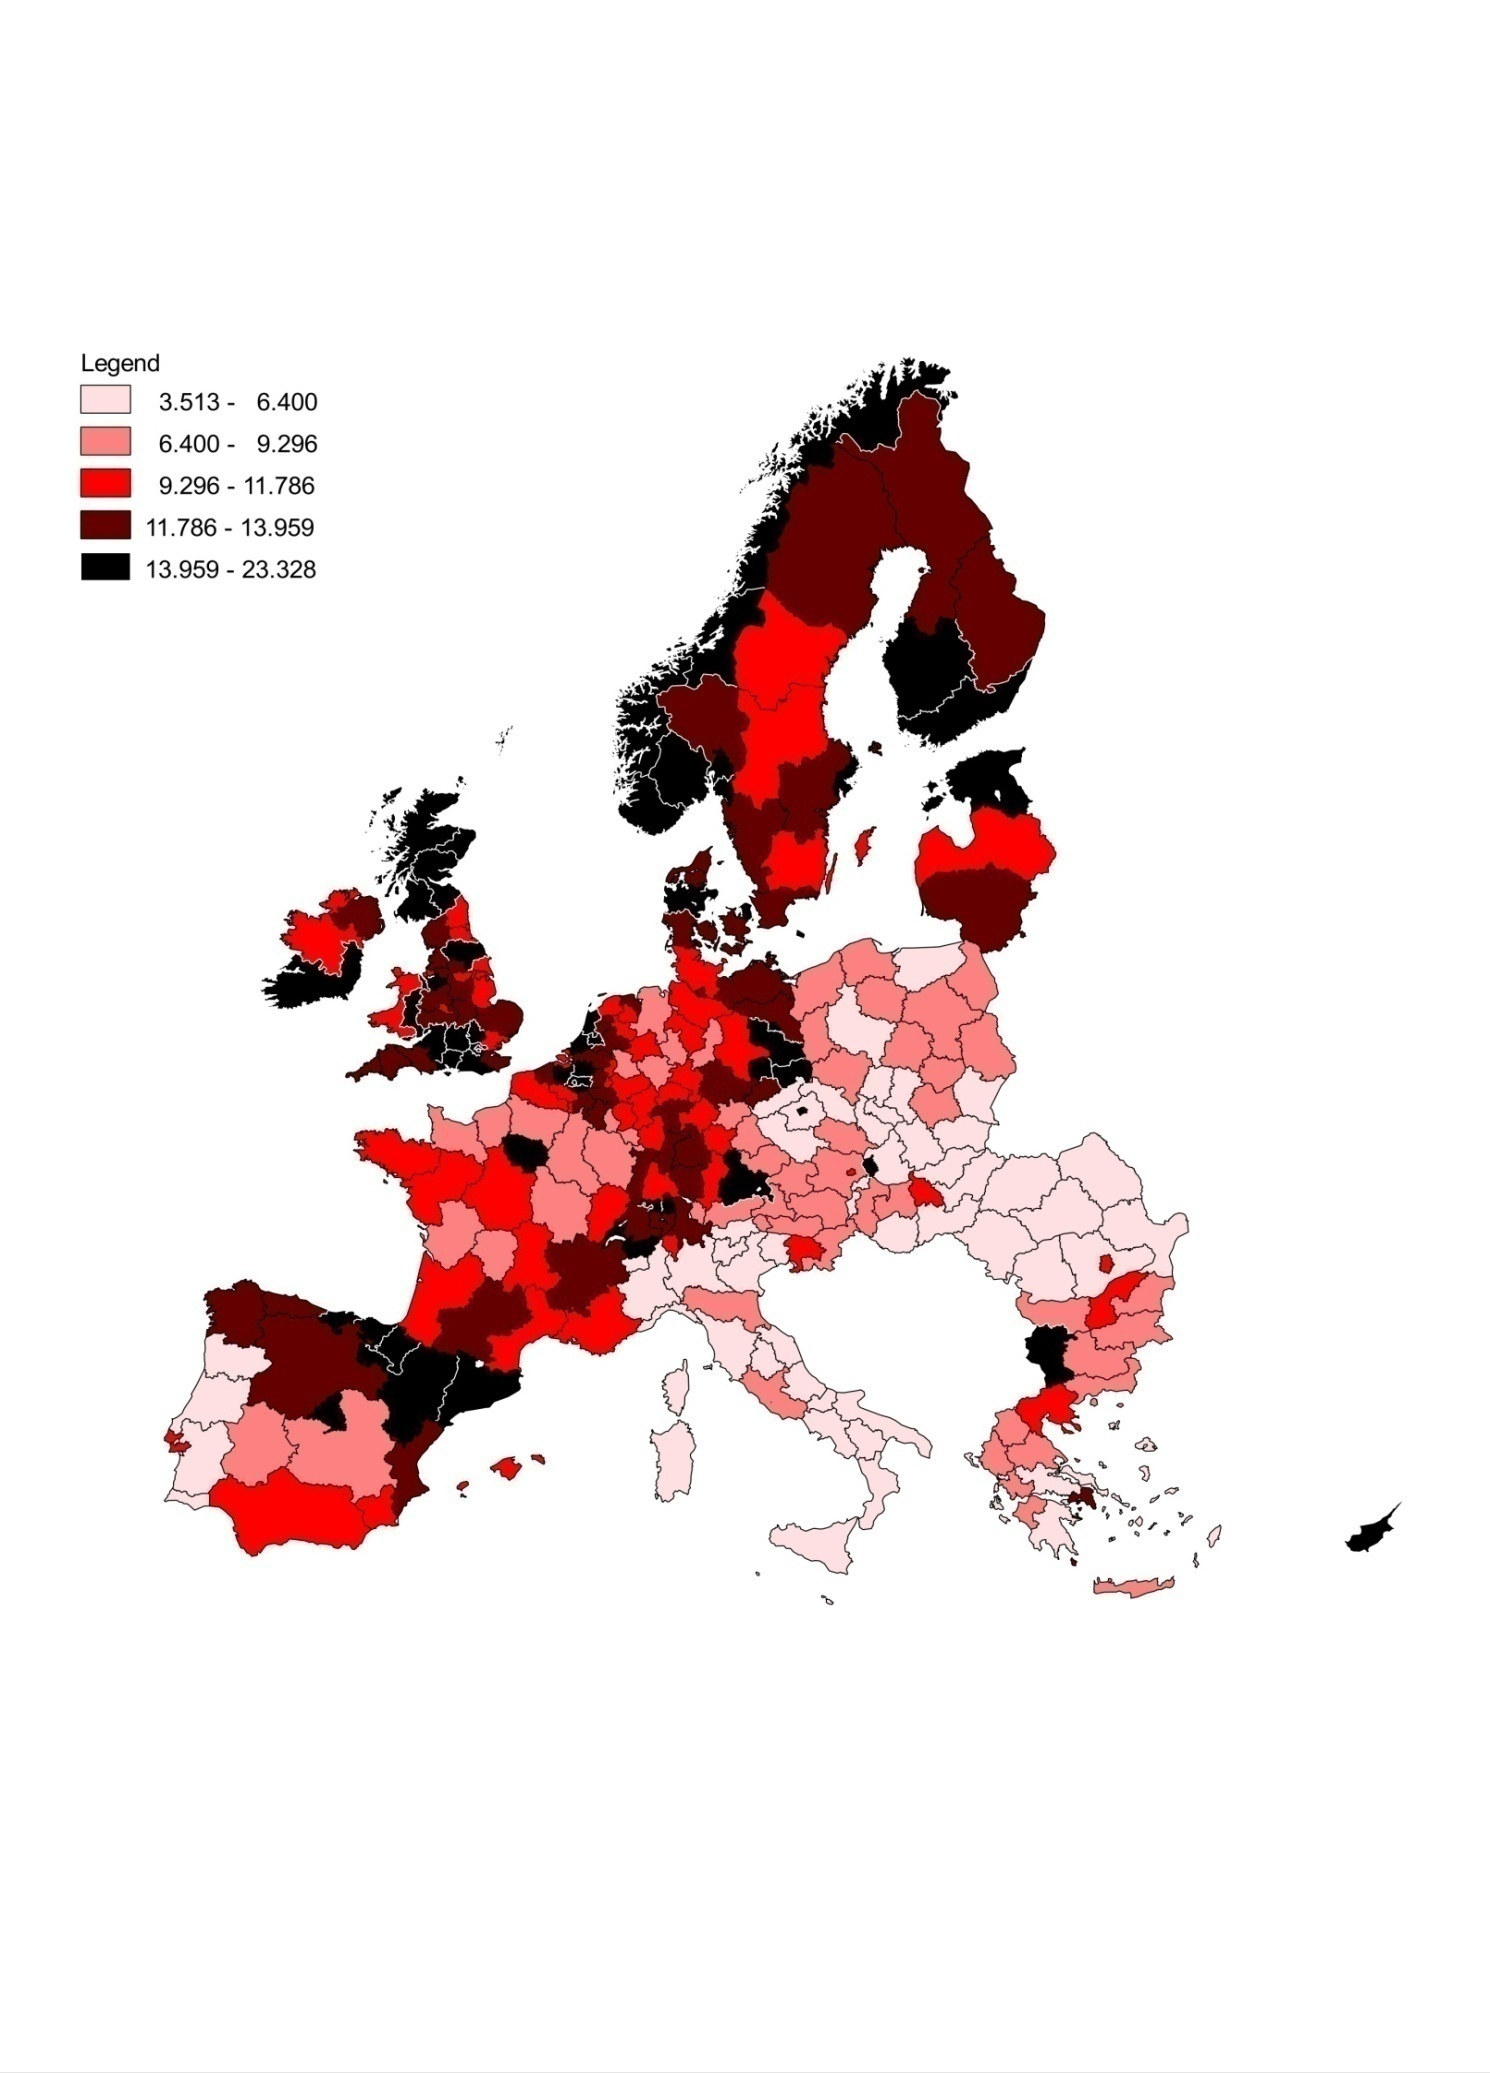 Legend
3.513 - 6.400
6.400 - 9.296
9.296 - 11.786
11.786 - 13.959
13.959 - 23.328